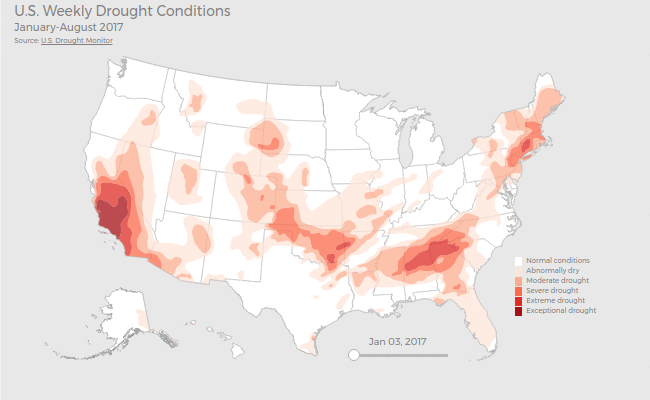 U.S. Weekly Drought Conditions
January-August 2017
Source: U.S. Drought Monitor
Normal conditions
Abnormally dry
Moderate drought
Severe drought
Extreme drought
Exceptional drought
Jan 03, 2017